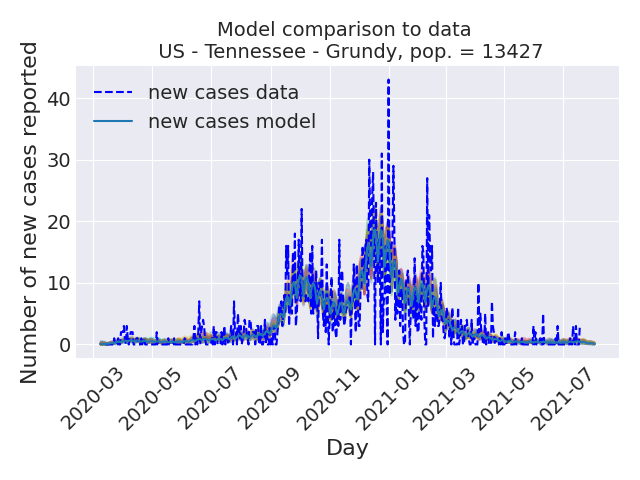 Model comparison to data
US - Tennessee - Grundy, pop. = 13427
Number of new cases reported
40
30
20
10
0
new cases data
new cases model
2020-03
2020-05
2020-07
2020-09
2020-11
2021-01
2021-03
2021-05
2021-07
Day